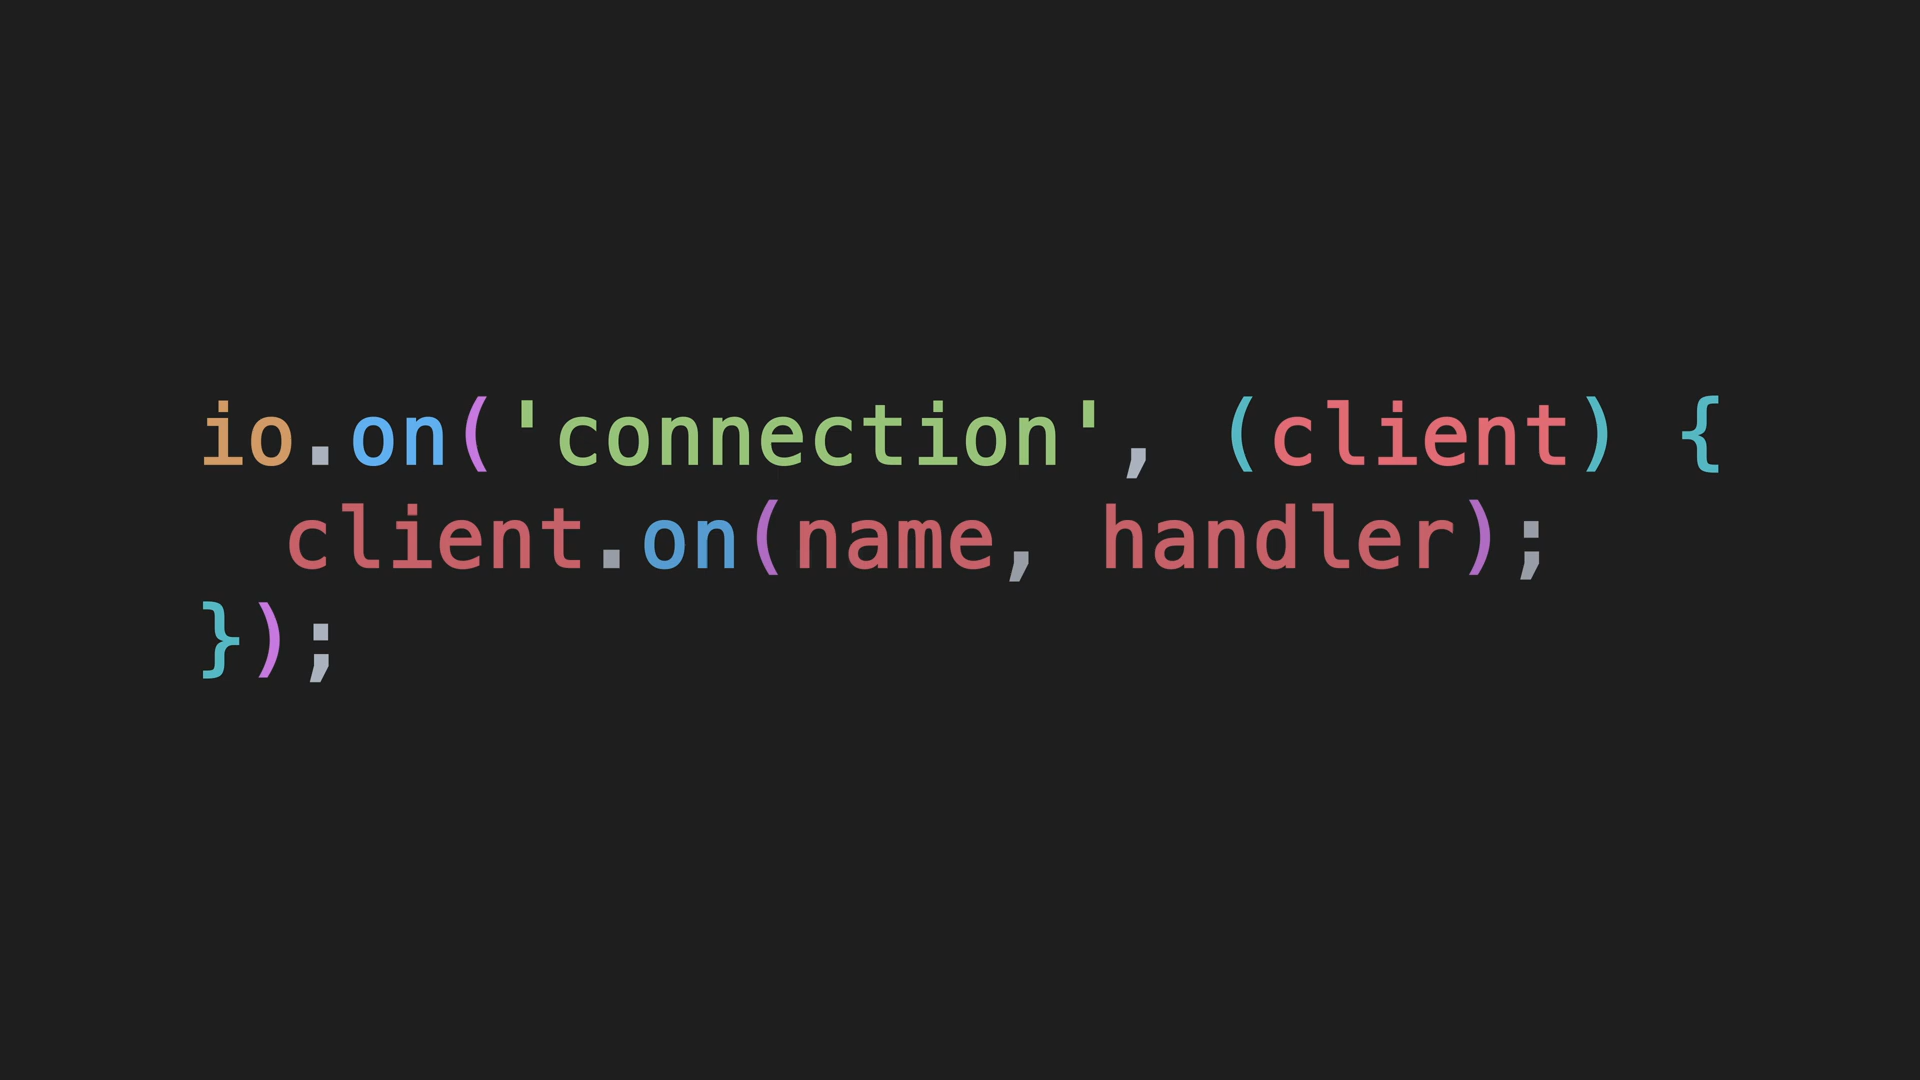 io.on('connection', (client) {
  client.on(name, handler);
});